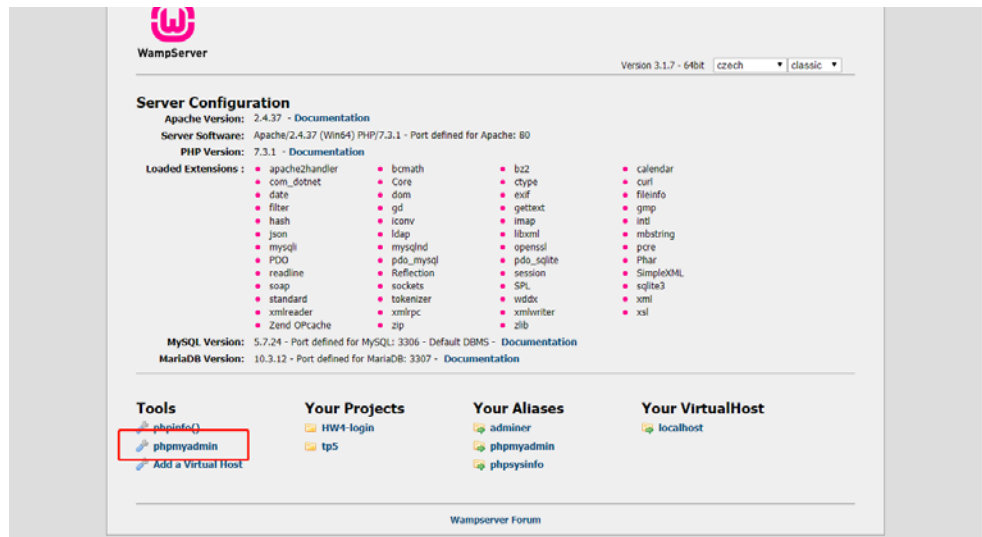 WampServer
Version 3.1.7 - 64bit czech classic
Server Configuration
Apache Version: 2.4.37 - Documentation
Server Software: Apache/2.4.37 (Win64) PHP/7.3.1 - Port defined for Apache: 80
PHP Version: 7.3.1 - Documentation
Loaded Extensions : apache2handler bcmath bz2 calendar
com_dotnet Core ctype curl
date dom exif fileinfo
filter gd gettext gmp
hash iconv imap intl
json ldap libxml mbstring
mysqli mysqlnd openssl pcre
PDO pdo_mysql pdo_sqlite Phar
readline Reflection session SimpleXML
soap sockets SPL sqlite3
standard tokenizer wddx xml
xmlreader xmlrpc xmlwriter xsl
Zend OPcache zip zlib
MySQL Version: 5.7.24 - Port defined for MySQL: 3306 - Default DBMS - Documentation
MariaDB Version: 10.3.12 - Port defined for MariaDB: 3307 - Documentation
Tools Your Projects Your Aliases Your VirtualHost
phpinfo() HW4-login adminer localhost
phpmyadmin tp5 phpmyadmin
Add a Virtual Host phpsysinfo
Wampserver Forum